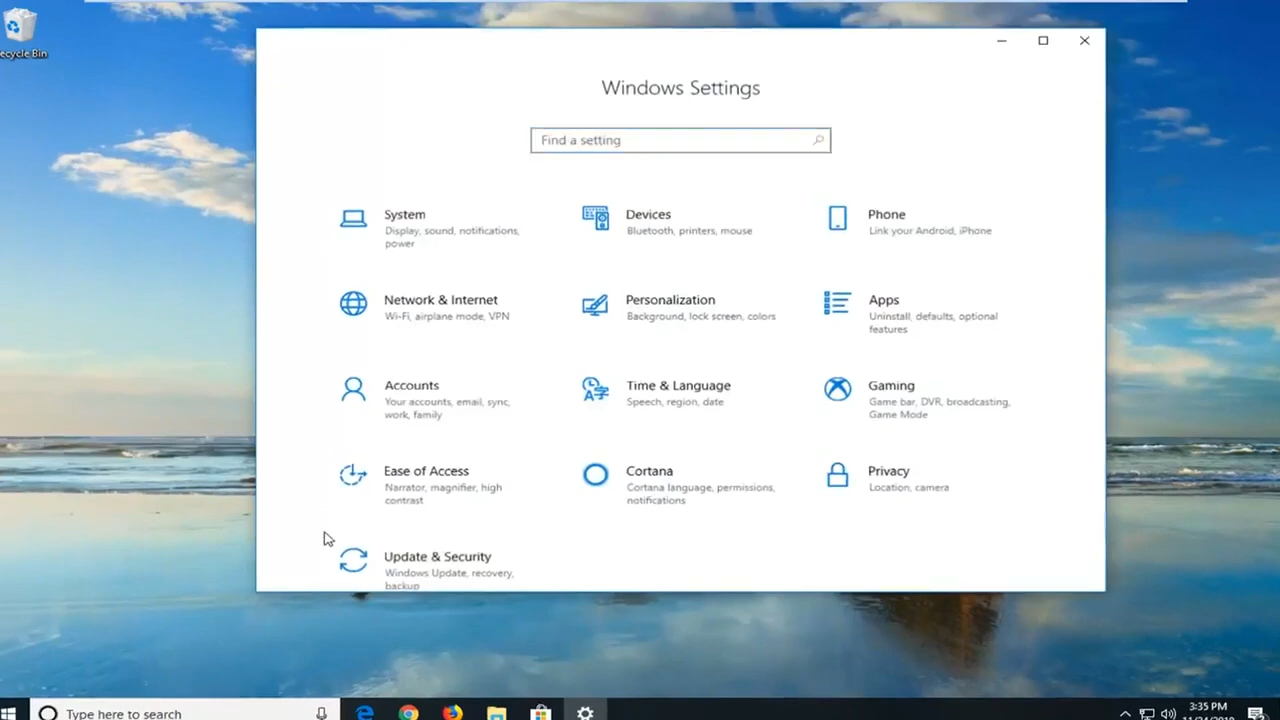 ecycle Bin
Windows Settings
Find a setting
System
Display, sound, notifications,
power
Devices
Bluetooth, printers, mouse
Phone
Link your Android, iPhone
Network & Internet
Wi-Fi, airplane mode, VPN
Personalization
Background, lock screen, colors
Apps
Uninstall, defaults, optional
features
Accounts
Your accounts, email, sync,
work, family
Time & Language
Speech, region, date
Gaming
Game bar, DVR, broadcasting,
Game Mode
Ease of Access
Narrator, magnifier, high
contrast
Cortana
Cortana language, permissions,
notifications
Privacy
Location, camera
Update & Security
Windows Update, recovery,
backup
Type here to search
3:35 PM